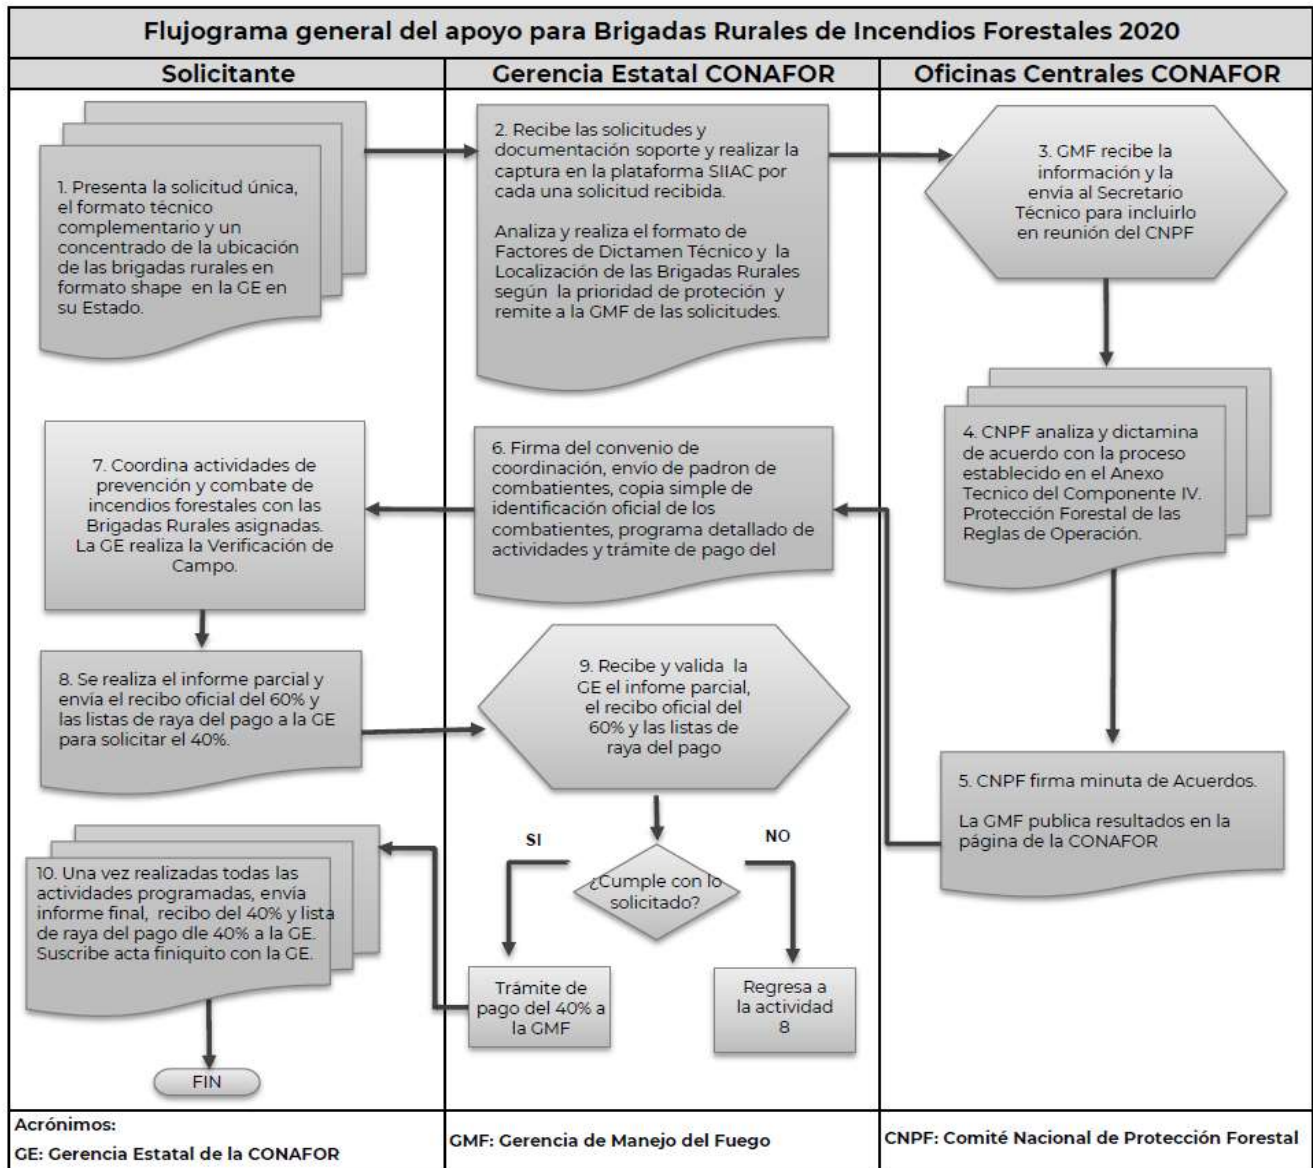 Flujograma general del apoyo para Brigadas Rurales de Incendios Forestales 2020
Solicitante
Gerencia Estatal CONAFOR
Oficinas Centrales CONAFOR
1. Presenta la solicitud única,
el formato técnico
complementario y un
concentrado de la ubicación
de las brigadas rurales en
formato shape en la GE en
su Estado.
2. Recibe las solicitudes y
documentación soporte y realizar la
captura en la plataforma SIIAC por
cada una solicitud recibida.
Analiza y realiza el formato de
Factores de Dictamen Técnico y la
Localización de las Brigadas Rurales
según la prioridad de proteción y
remite a la GMF de las solicitudes.
3. GMF recibe la
información y la
envía al Secretario
Técnico para incluirlo
en reunión del CNPF
4. CNPF analiza y dictamina
de acuerdo con la proceso
establecido en el Anexo
Tecnico del Componente IV.
Protección Forestal de las
Reglas de Operación.
5. CNPF firma minuta de Acuerdos.
La GMF publica resultados en la
página de la CONAFOR
6. Firma del convenio de
coordinación, envío de padron de
combatientes, copia simple de
identificación oficial de los
combatientes, programa detallado de
actividades y trámite de pago del
7. Coordina actividades de
prevención y combate de
incendios forestales con las
Brigadas Rurales asignadas.
La GE realiza la Verificación de
Campo.
8. Se realiza el informe parcial y
envía el recibo oficial del 60% y
las listas de raya del pago a la GE
para solicitar el 40%.
9. Recibe y valida la
GE el infome parcial,
el recibo oficial del
60% y las listas de
raya del pago
SI
NO
¿Cumple con lo
solicitado?
Trámite de
pago del 40% a
la GMF
Regresa a
la actividad
8
10. Una vez realizadas todas las
actividades programadas, envía
informe final, recibo del 40% y lista
de raya del pago dle 40% a la GE.
Suscribe acta finiquito con la GE.
FIN
Acrónimos:
GE: Gerencia Estatal de la CONAFOR
GMF: Gerencia de Manejo del Fuego
CNPF: Comité Nacional de Protección Forestal